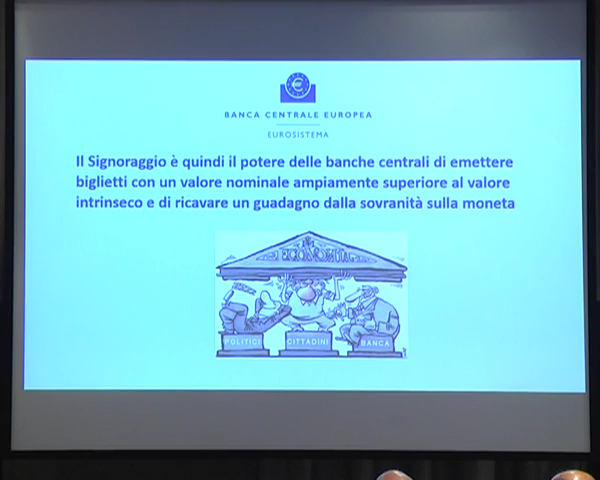 BANCA CENTRALE EUROPEA
EUROSISTEMA
Il Signoraggio è quindi il potere delle banche centrali di emettere
biglietti con un valore nominale ampiamente superiore al valore
intrinseco e di ricavare un guadagno dalla sovranità sulla moneta
ECONOMIA
POLITICI CITTADINI BANCA